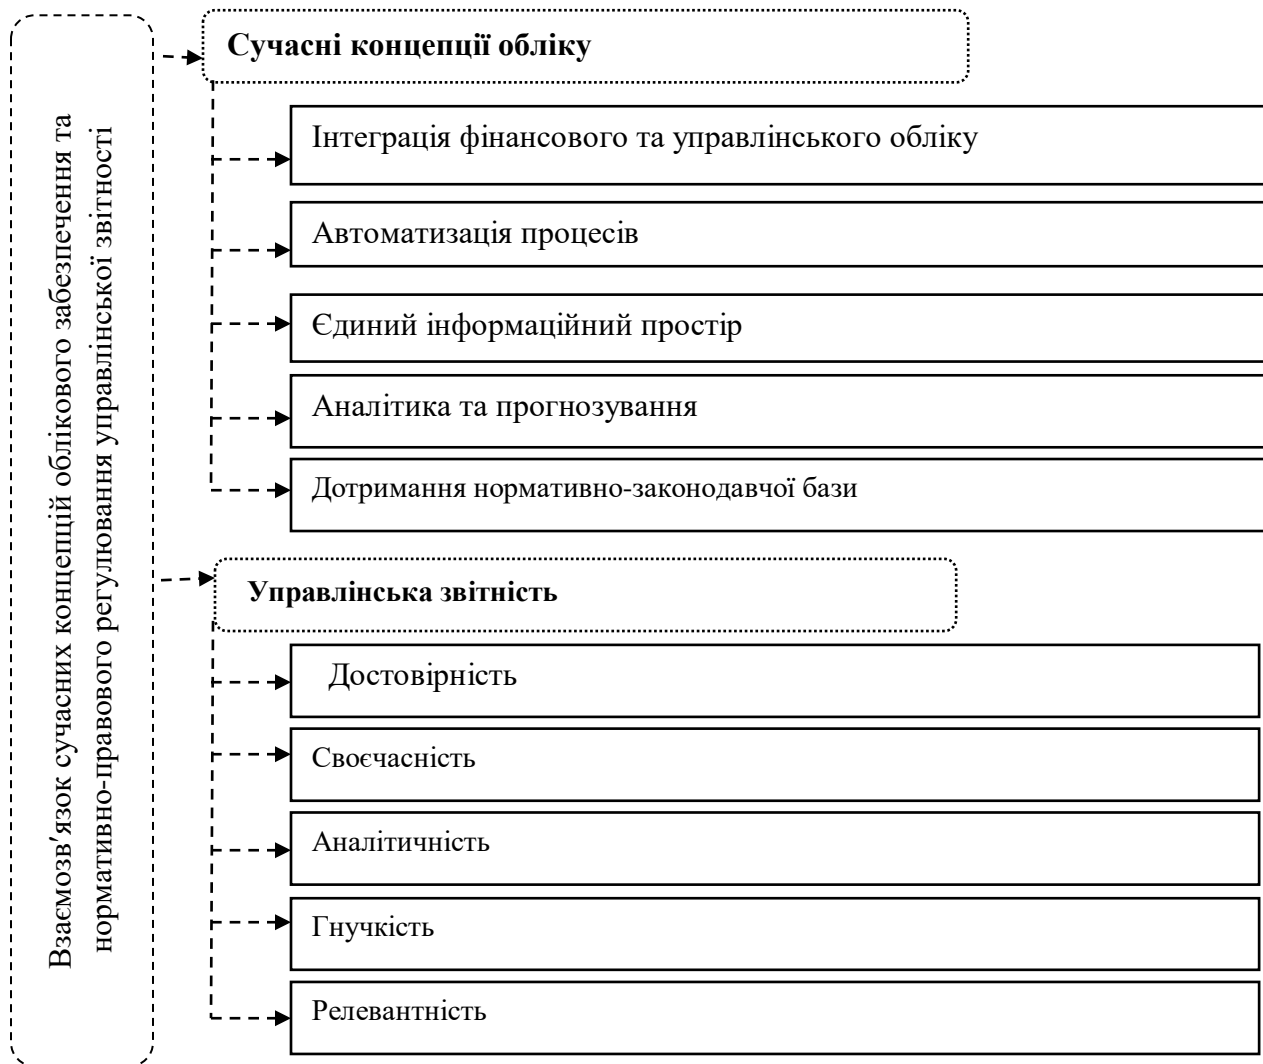 Взаємозв'язок сучасних концепцій облікового забезпечення та
нормативно-правового регулювання управлінської звітності
Сучасні концепції обліку
Інтеграція фінансового та управлінського обліку
Автоматизація процесів
Єдиний інформаційний простір
Аналітика та прогнозування
Дотримання нормативно-законодавчої бази
Управлінська звітність
Достовірність
Своєчасність
Аналітичність
Гнучкість
Релевантність